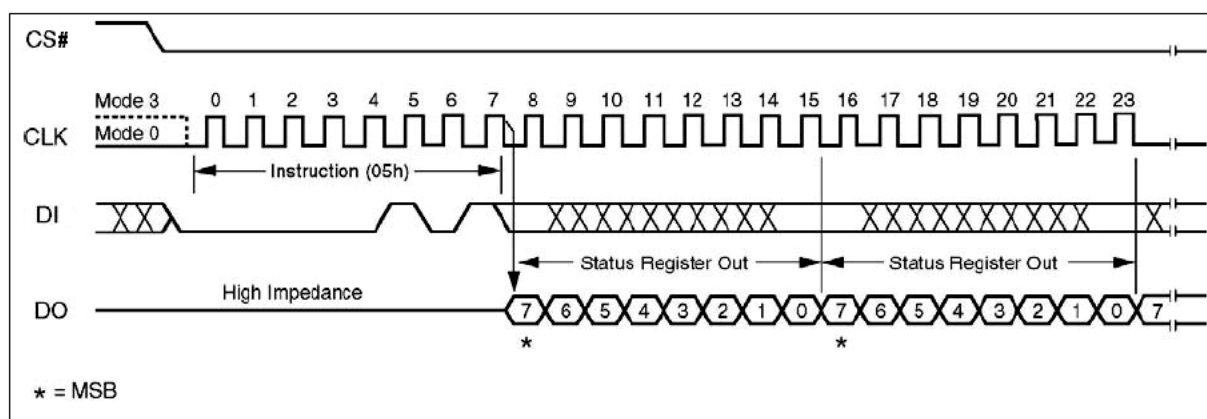 CS#
Mode 3 0 1 2 3 4 5 6 7 8 9 10 11 12 13 14 15 16 17 18 19 20 21 22 23
CLK Mode 0
Instruction (05h)
DI
Status Register Out Status Register Out
High Impedance
DO 7 6 5 4 3 2 1 0 7 6 5 4 3 2 1 0 7
* *
* = MSB